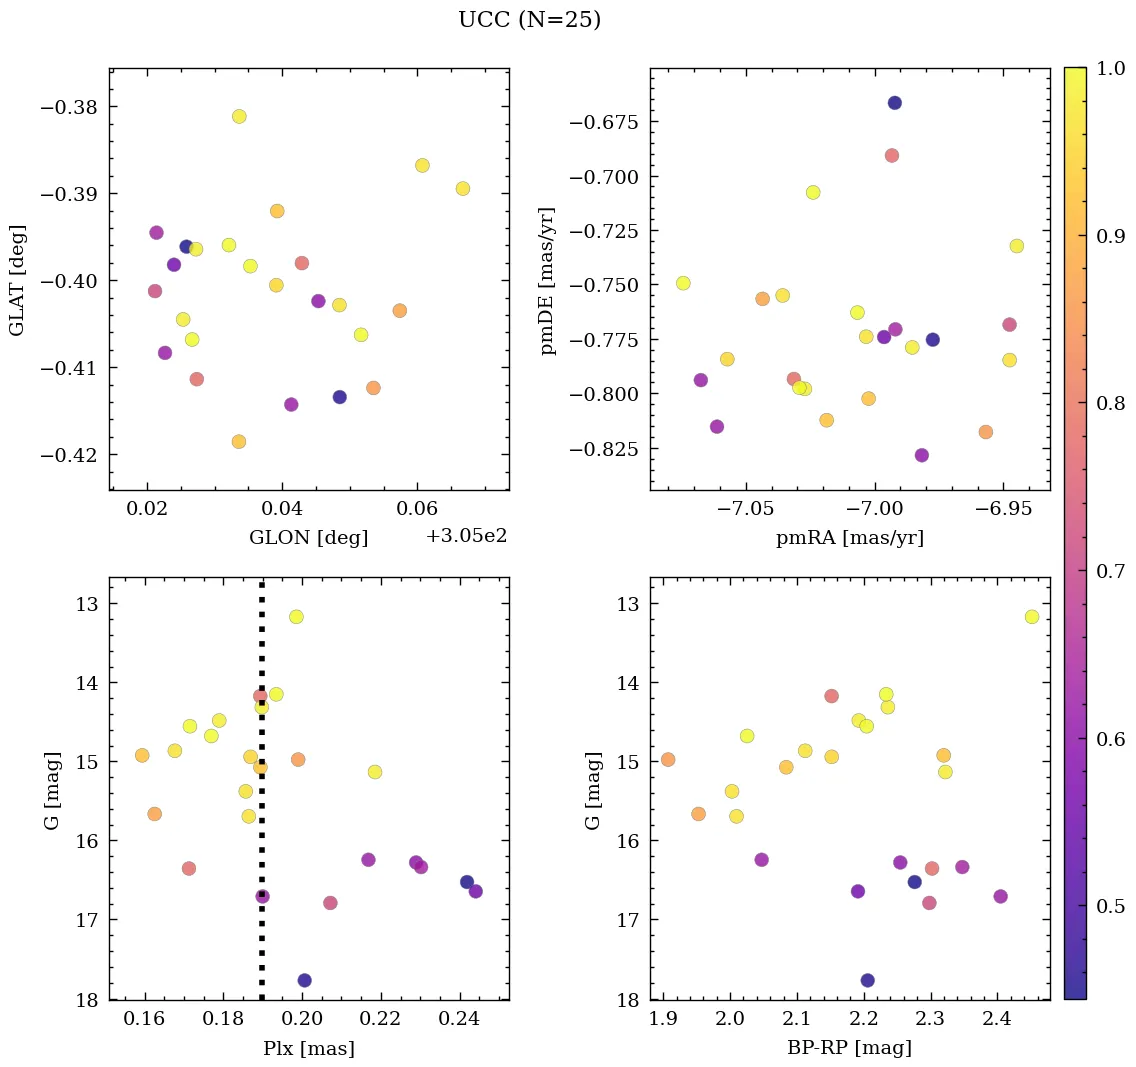 UCC (N=25)
−0.38
−0.39
−0.40
−0.41
−0.42
GLAT [deg]
0.02 0.04 0.06
GLON [deg]
+3.05e2
−0.675
−0.700
−0.725
−0.750
−0.775
−0.800
−0.825
pmDE [mas/yr]
−7.05 −7.00 −6.95
pmRA [mas/yr]
13
14
15
16
17
18
G [mag]
0.16 0.18 0.20 0.22 0.24
Plx [mas]
13
14
15
16
17
18
G [mag]
1.9 2.0 2.1 2.2 2.3 2.4
BP-RP [mag]
1.0
0.9
0.8
0.7
0.6
0.5